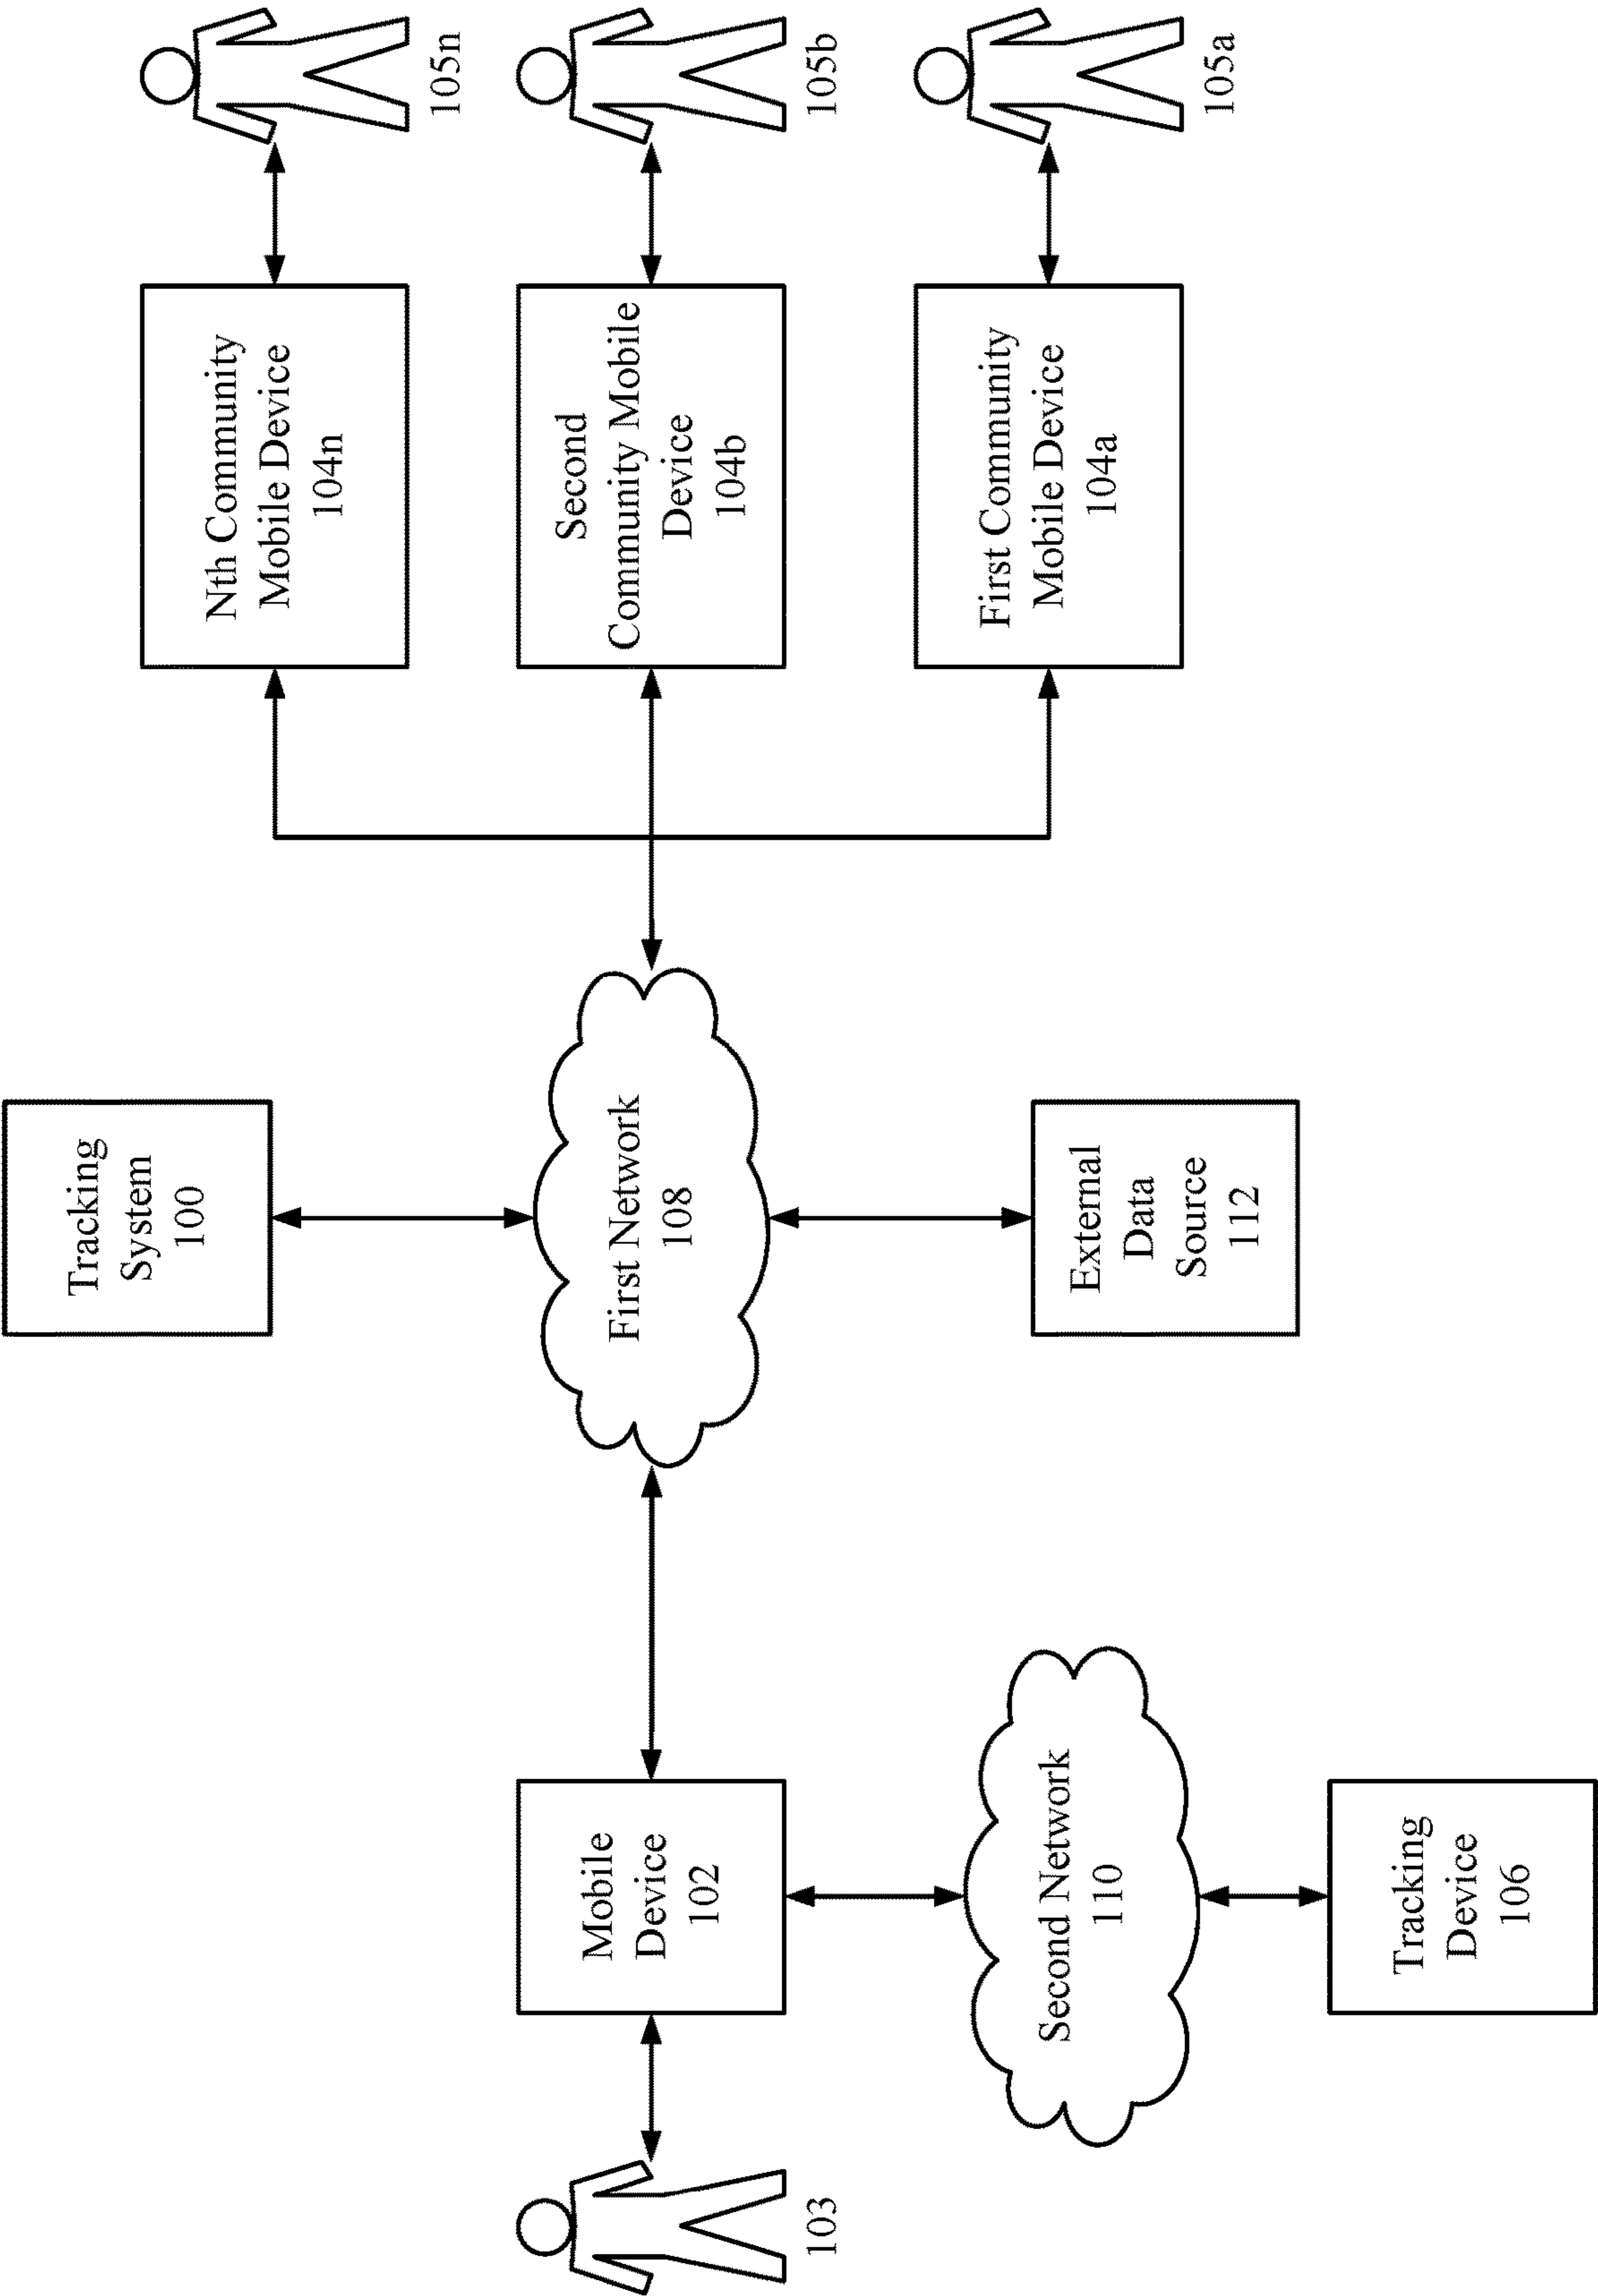 Tracking
System
100
Nth Community
Mobile Device
104n
105n
103
Mobile
Device
102
First Network
108
Second
Community Mobile
Device
104b
105b
Second Network
110
External
Data
Source
112
First Community
Mobile Device
104a
105a
Tracking
Device
106